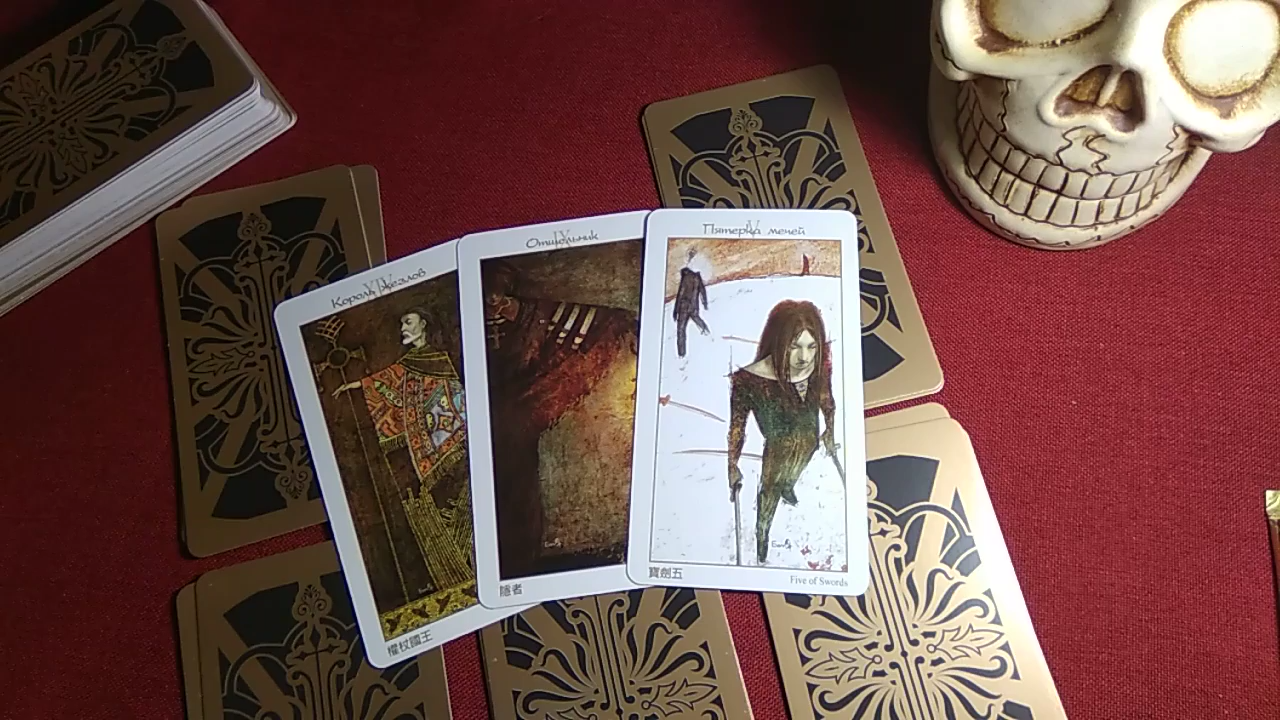 Король жезлов
XIV
權杖國王
Отшельник
IX
隱者
Пятерка мечей
V
寶劍五
Five of Swords